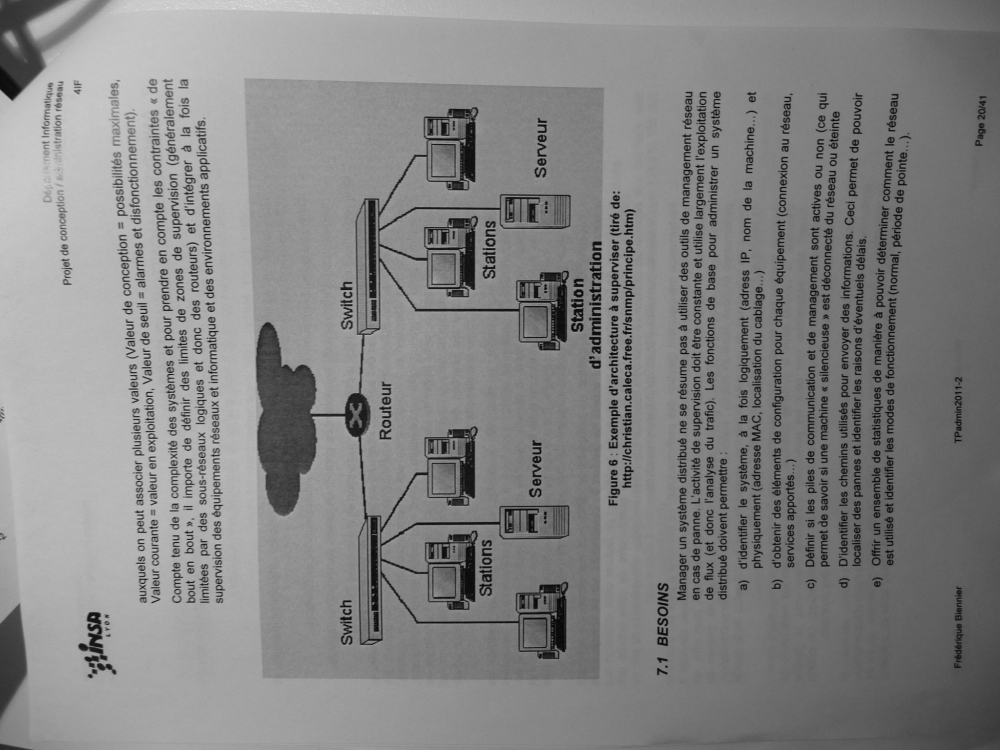 INSA
LYON
Département Informatique
Projet de conception / administration réseau
4IF
auxquels on peut associer plusieurs valeurs (Valeur de conception = possibilités maximales,
Valeur courante = valeur en exploitation, Valeur de seuil = alarmes et disfonctionnement).
Compte tenu de la complexité des systèmes et pour prendre en compte les contraintes « de
bout en bout », il importe de définir des limites de zones de supervision (généralement
limitées par des sous-réseaux logiques et donc des routeurs) et d'intégrer à la fois la
supervision des équipements réseaux et informatique et des environnements applicatifs.
Switch
Switch
Routeur
Stations
Serveur
Stations
Serveur
Station
d'administration
Figure 6 : Exemple d'architecture à superviser (tiré de:
http://christian.caleca.free.fr/snmp/principe.htm)
7.1 BESOINS
Manager un système distribué ne se résume pas à utiliser des outils de management réseau
en cas de panne. L'activité de supervision doit être constante et utilise largement l'exploitation
de flux (et donc l'analyse du trafic). Les fonctions de base pour administrer un système
distribué doivent permettre :
a) d'identifier le système, à la fois logiquement (adress IP, nom de la machine...) et
physiquement (adresse MAC, localisation du cablage...)
b) d'obtenir des éléments de configuration pour chaque équipement (connexion au réseau,
services apportés...)
c) Définir si les piles de communication et de management sont actives ou non (ce qui
permet de savoir si une machine « silencieuse » est déconnecté du réseau ou éteinte
d) D'identifier les chemins utilisés pour envoyer des informations. Ceci permet de pouvoir
localiser des pannes et identifier les raisons d'éventuels délais.
e) Offrir un ensemble de statistiques de manière à pouvoir déterminer comment le réseau
est utilisé et identifier les modes de fonctionnement (normal, période de pointe...).
Frédérique Biennier
TPadmin2011-2
Page 20/41